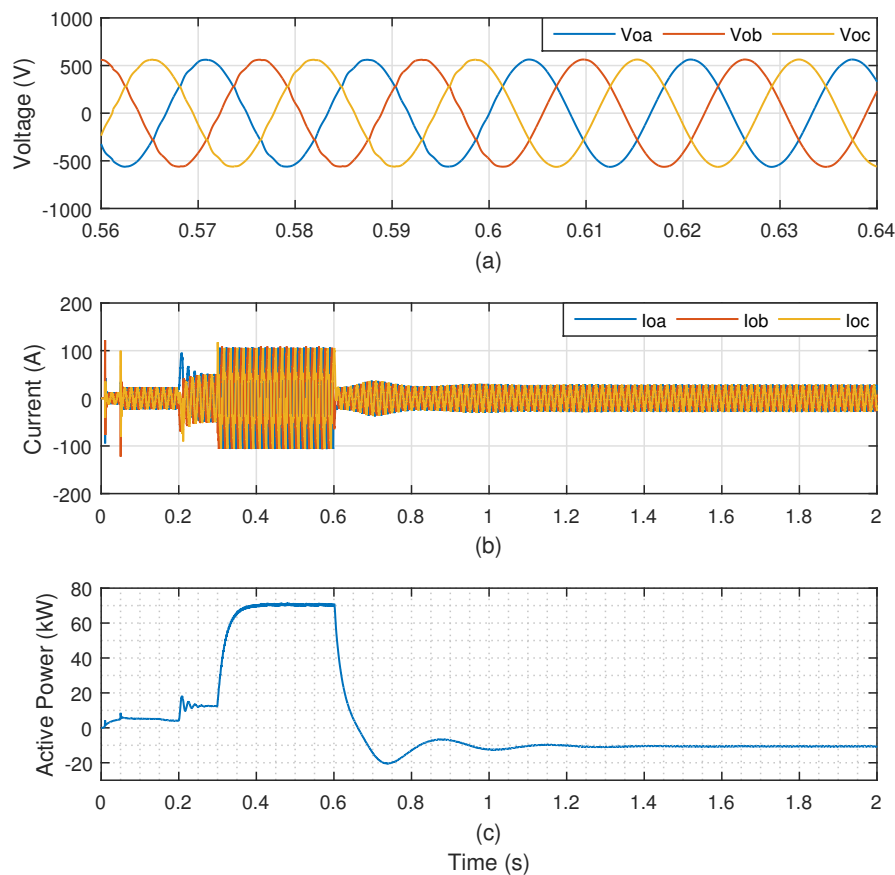 1000
500
0
-500
-1000
Voltage (V)
Voa Vob Voc
0.56 0.57 0.58 0.59 0.6 0.61 0.62 0.63 0.64
(a)
200
100
0
-100
-200
Current (A)
Ioa Iob Ioc
0 0.2 0.4 0.6 0.8 1 1.2 1.4 1.6 1.8 2
(b)
80
60
40
20
0
-20
Active Power (kW)
0 0.2 0.4 0.6 0.8 1 1.2 1.4 1.6 1.8 2
(c)
Time (s)